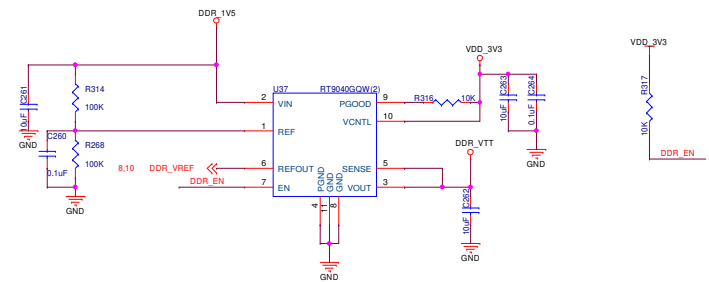 DDR_1V5
VDD_3V3
VDD_3V3
C261
10uF
R314
100K
U37
RT9040GQW(2)
2
VIN
PGOOD
9
R316
10K
C263
10uF
C264
0.1uF
R317
10K
VCNTL
10
1
REF
GND
C260
0.1uF
R268
100K
DDR_VTT
GND
8,10
DDR_VREF
6
REFOUT
SENSE
5
DDR_EN
DDR_EN
7
EN
VOUT
3
PGND
GND
GND
4
11
8
C262
10uF
GND
GND
GND